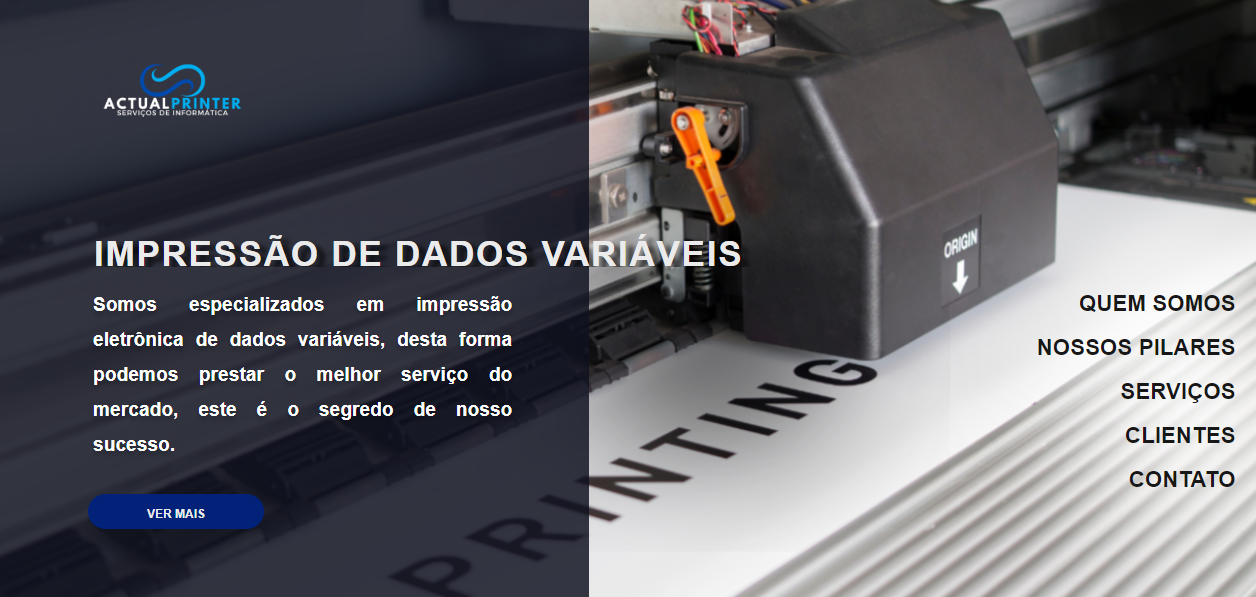 ACTUALPRINTER
SERVIÇOS DE INFORMÁTICA
IMPRESSÃO DE DADOS VARIÁVEIS
Somos especializados em impressão
eletrônica de dados variáveis, desta forma
podemos prestar o melhor serviço do
mercado, este é o segredo de nosso
sucesso.
VER MAIS
ORIGIN
PRINTING
QUEM SOMOS
NOSSOS PILARES
SERVIÇOS
CLIENTES
CONTATO